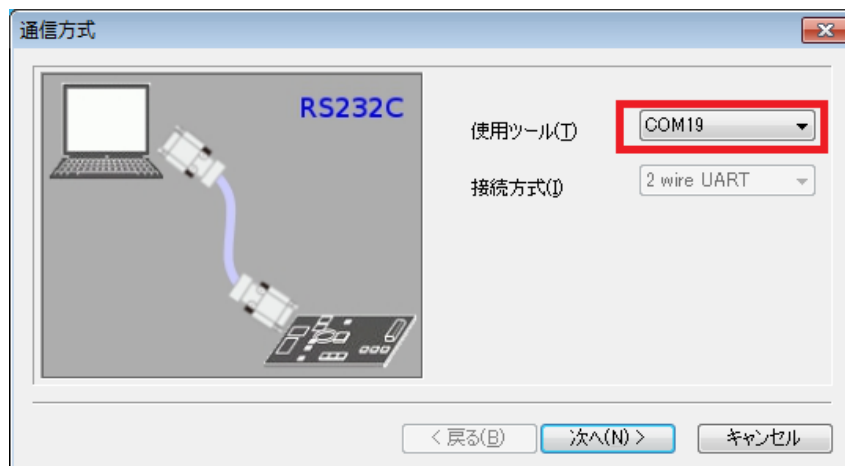 通信方式
RS232C
使用ツール(T)
COM19
接続方式(I)
2 wire UART
< 戻る(B)
次へ(N) >
キャンセル